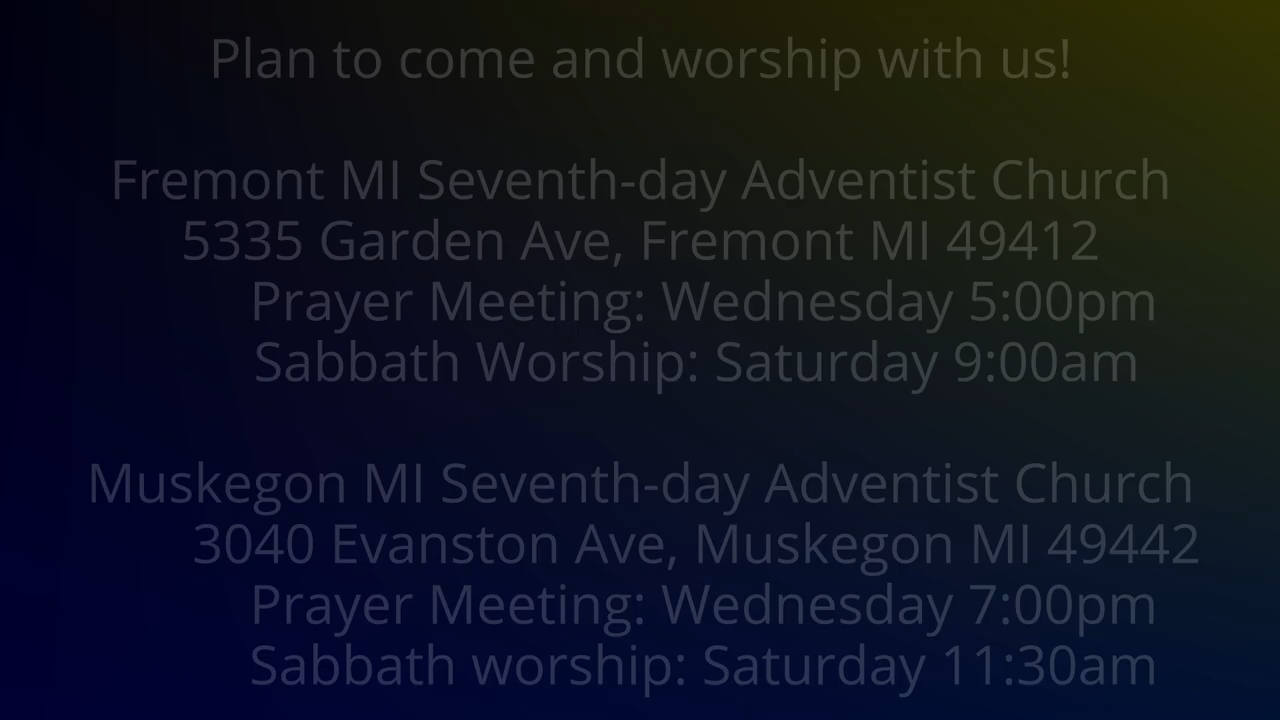 Plan to come and worship with us!
Fremont MI Seventh-day Adventist Church
5335 Garden Ave, Fremont MI 49412
Prayer Meeting: Wednesday 5:00pm
Sabbath Worship: Saturday 9:00am
Muskegon MI Seventh-day Adventist Church
3040 Evanston Ave, Muskegon MI 49442
Prayer Meeting: Wednesday 7:00pm
Sabbath worship: Saturday 11:30am